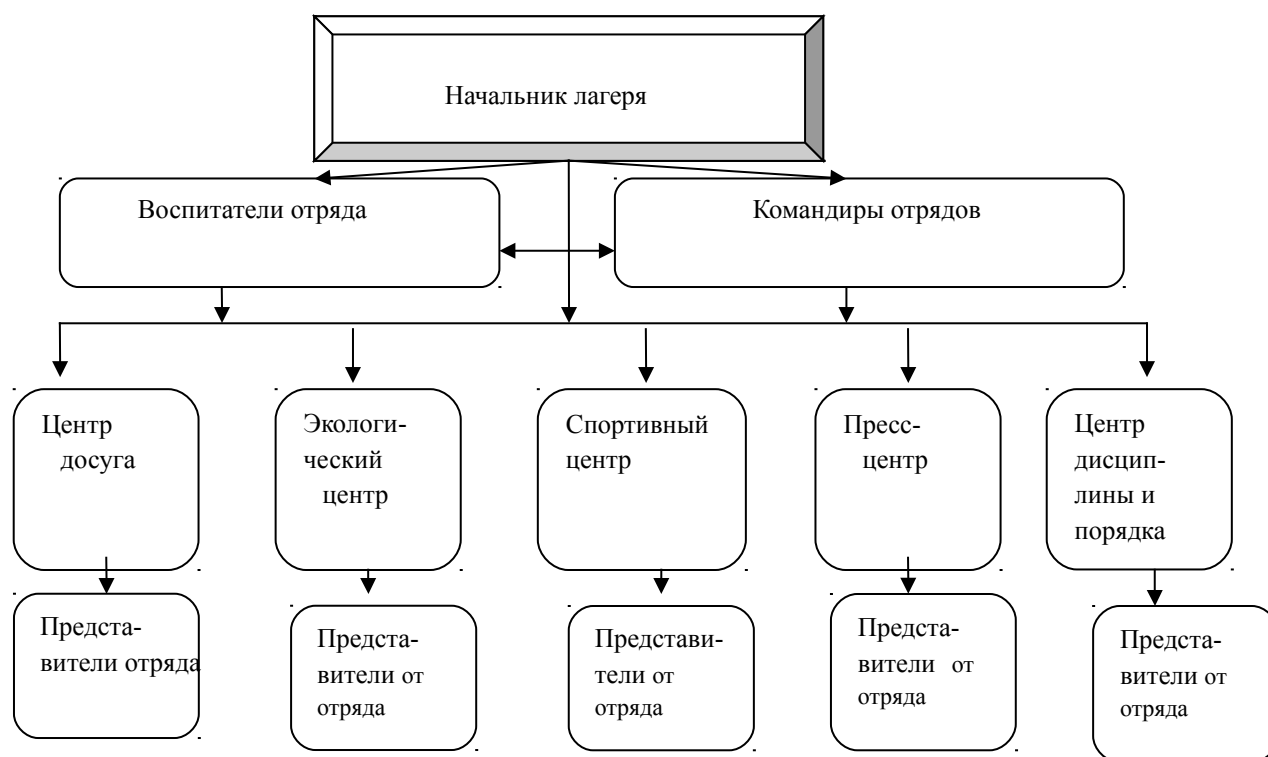 Начальник лагеря
Воспитатели отряда
Командиры отрядов
Центр
досуга
Экологи-
ческий
центр
Спортивный
центр
Пресс-
центр
Центр
дисцип-
лины и
порядка
Предста-
вители отряда
Предста-
вители от
отряда
Представи-
тели от
отряда
Предста-
вители от
отряда
Предста-
вители от
отряда